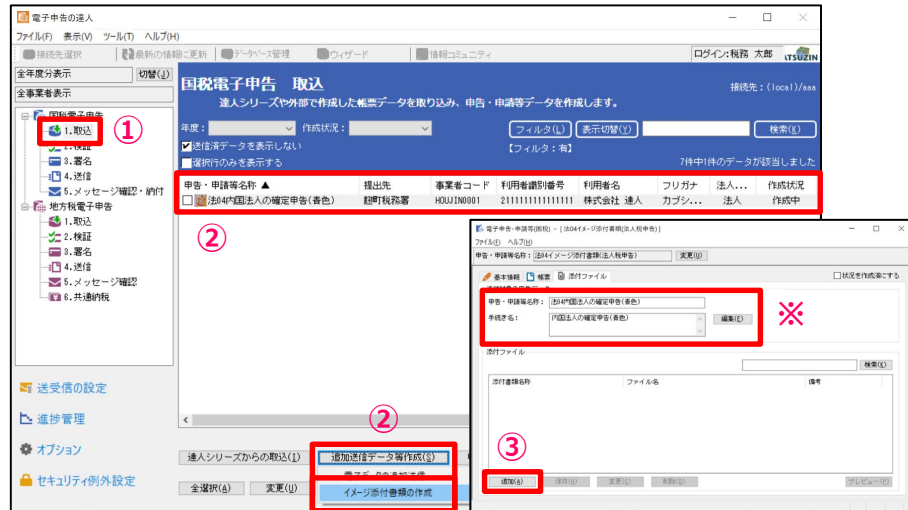 電子申告の達人
ファイル(F) 表示(V) ツール(T) ヘルプ(H)
接続先選択 最新の情報に更新 データベース管理 ウィザード 情報コミュニティ ログイン:税務 太郎 TATSUZIN
全年度分表示 切替(J)
全事業者表示
国税電子申告
1.取込
①
2.検証
3.署名
4.送信
5.メッセージ確認・納付
地方税電子申告
1.取込
2.検証
3.署名
4.送信
5.メッセージ確認
6.共通納税
送受信の設定
進捗管理
オプション
セキュリティ例外設定
国税電子申告 取込
接続先:(local)/aaa
達人シリーズや外部で作成した帳票データを取り込み、申告・申請等データを作成します。
年度: 作成状況: フィルタ(L) 表示切替(Y) 検索(K)
送信済データを表示しない 【フィルタ:有】
選択行のみを表示する 7件中1件のデータが該当しました
申告・申請等名称 ▲ 提出先 事業者コード 利用者識別番号 利用者名 フリガナ 法人... 作成状況
法04内国法人の確定申告(青色) 麹町税務署 HOUJIN0001 2111111111111111 株式会社 達人 カブシ... 法人 作成中
②
②
達人シリーズからの取込(I) 追加送信データ等作成(S)
イメージ添付書類の作成
全選択(A) 変更(U)
電子申告・申請等(国税) - [ 法04イメージ添付書類(法人税申告)]
ファイル(F) ヘルプ(H)
申告・申請等名称: 法04イメージ添付書類(法人税申告) 変更(U)
基本情報 帳票 添付ファイル 状況を作成済にする
申告・申請等名称: 法04内国法人の確定申告(青色)
手続き名: 内国法人の確定申告(青色) 編集(E)
※
添付ファイル
検索(K)
添付書類名称 ファイル名 備考
③
追加(A) 保存(H) 変更(C) 削除(D) プレビュー(P)